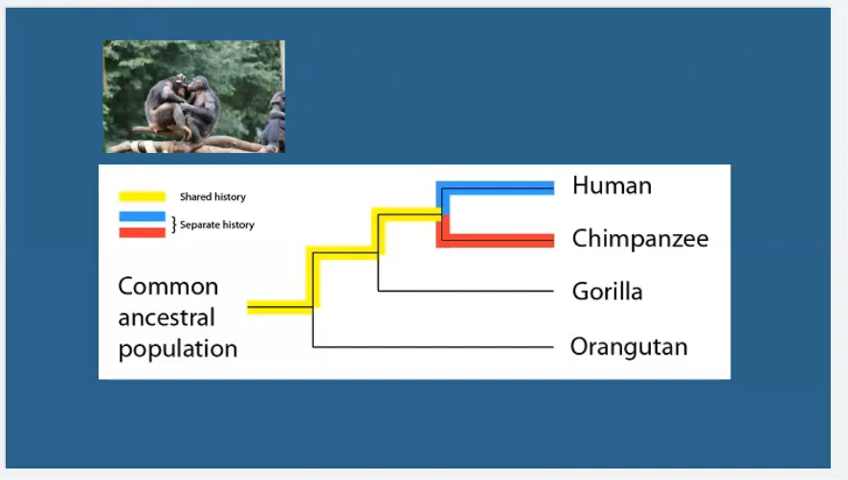 Shared history
Separate history
Common
ancestral
population
Human
Chimpanzee
Gorilla
Orangutan